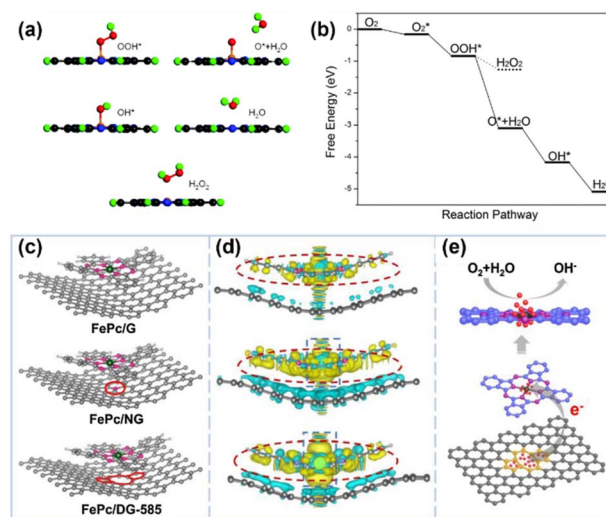 (a)
OOH*
O*+H₂O
OH*
H₂O
H₂O₂
(b)
Free Energy (eV)
0
-1
-2
-3
-4
-5
O₂
O₂*
OOH*
H₂O₂
O*+H₂O
OH*
H₂
Reaction Pathway
(c)
FePc/G
FePc/NG
FePc/DG-585
(d)
(e)
O₂+H₂O
OH⁻
e⁻